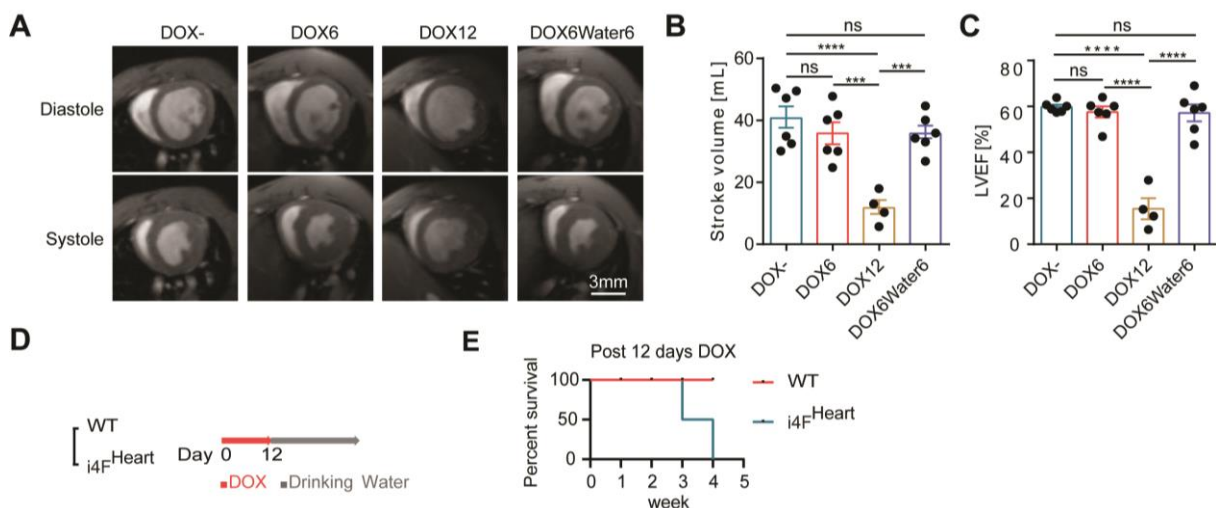 A
DOX- DOX6 DOX12 DOX6Water6
Diastole
Systole
3mm
B
ns
****
ns *** ***
Stroke volume [mL]
60
40
20
0
DOX- DOX6 DOX12 DOX6Water6
C
ns
**** ****
ns ****
LVEF [%]
80
60
40
20
0
DOX- DOX6 DOX12 DOX6Water6
D
WT
i4F Heart
Day 0 12
DOX Drinking Water
E
Post 12 days DOX
Percent survival
100
50
0
0 1 2 3 4 5
week
WT
i4F Heart